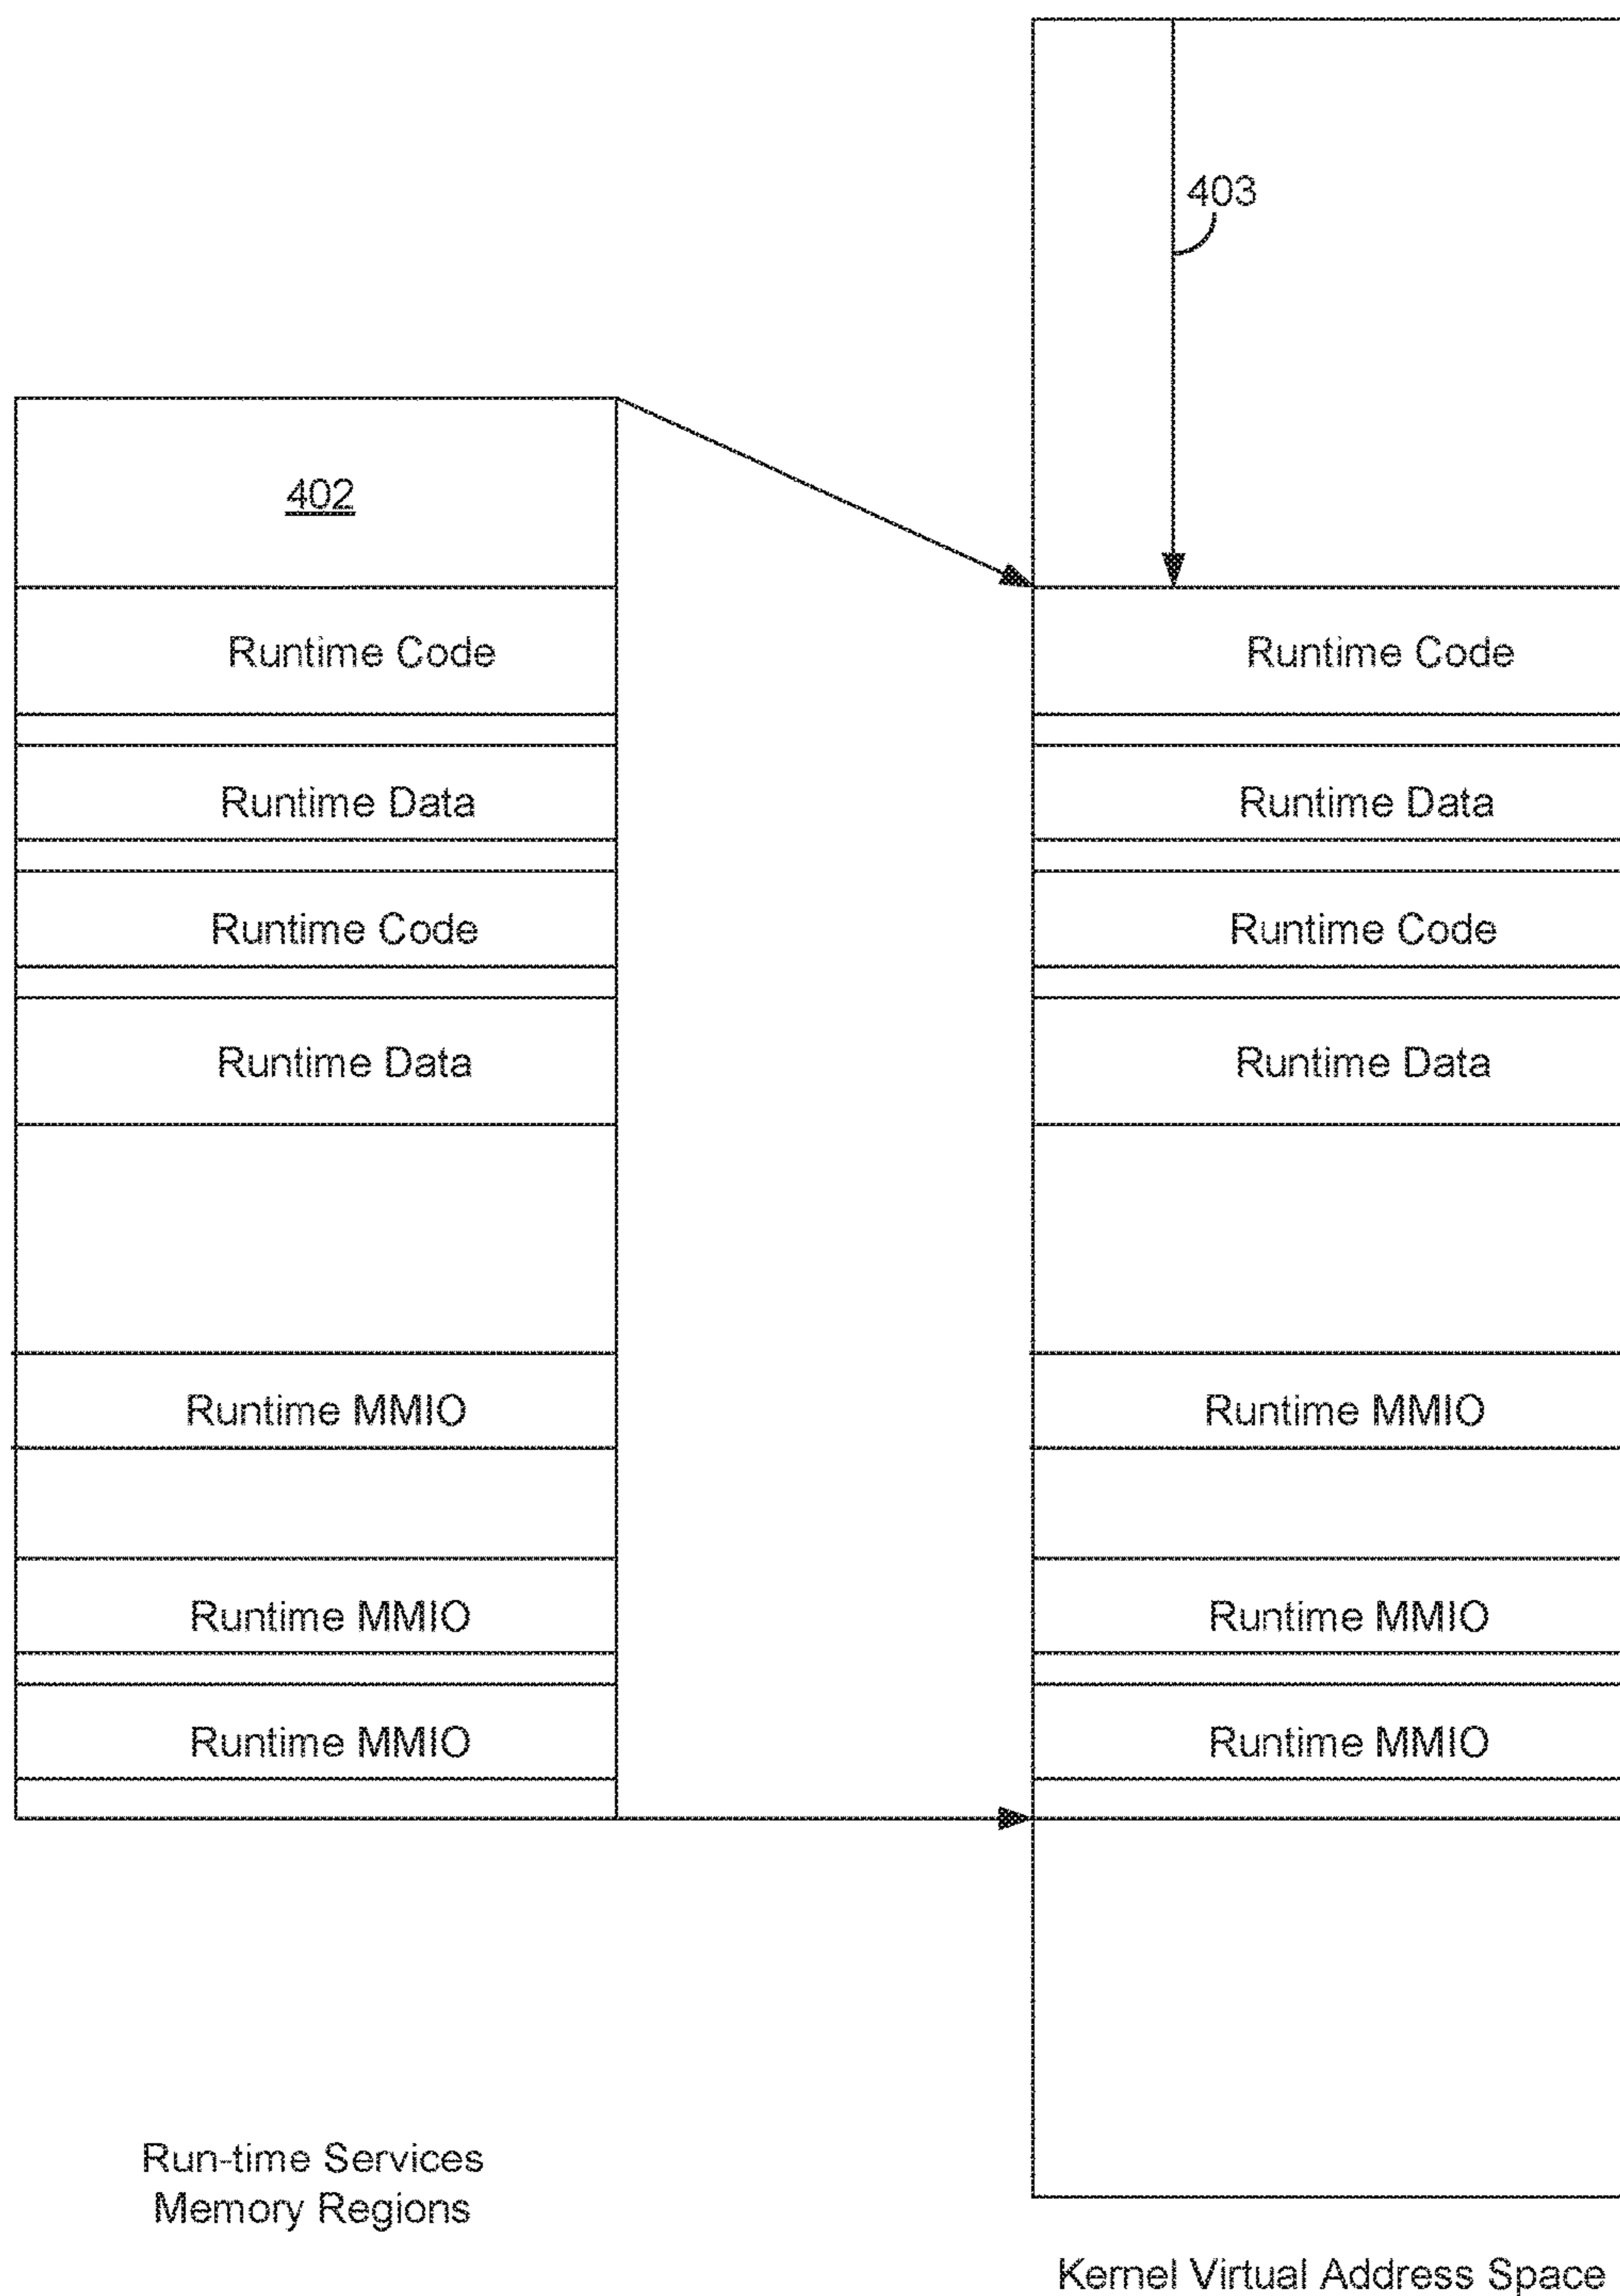 403
402
Runtime Code
Runtime Data
Runtime Code
Runtime Data
Runtime MMIO
Runtime MMIO
Runtime MMIO
Run-time Services
Memory Regions
Runtime Code
Runtime Data
Runtime Code
Runtime Data
Runtime MMIO
Runtime MMIO
Runtime MMIO
Kernel Virtual Address Space